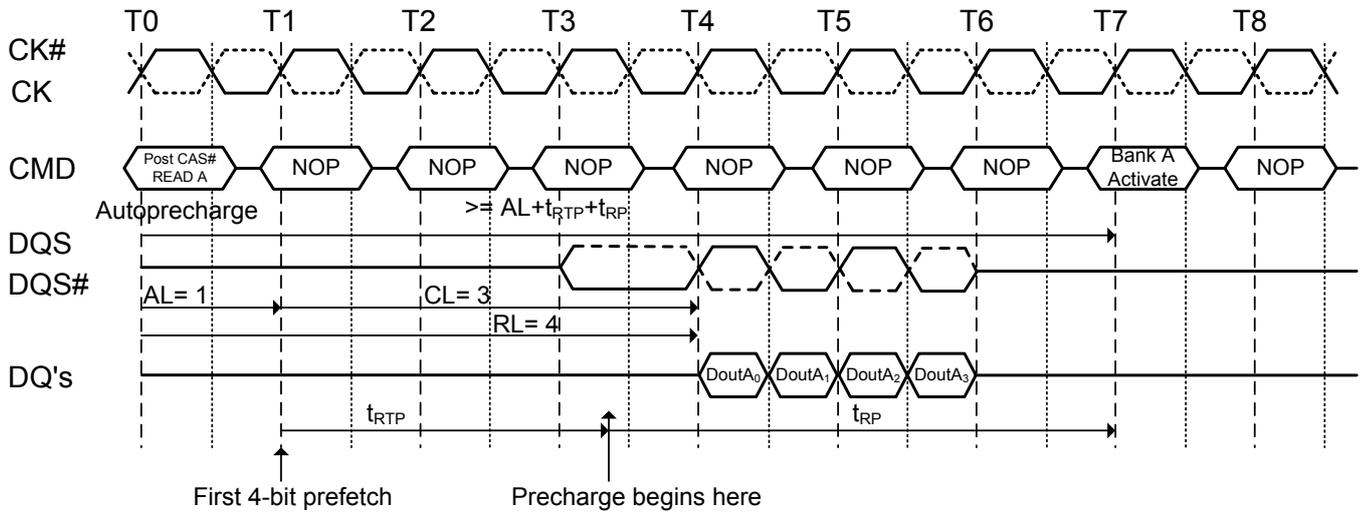 T0 T1 T2 T3 T4 T5 T6 T7 T8
CK#
CK
CMD
Post CAS#
READ A
NOP NOP NOP NOP NOP NOP
Bank A
Activate
NOP
Autoprecharge
>= AL+tRTP+tRP
DQS
DQS#
AL= 1 CL= 3
RL= 4
DQ's DoutA0 DoutA1 DoutA2 DoutA3
tRTP tRP
First 4-bit prefetch Precharge begins here